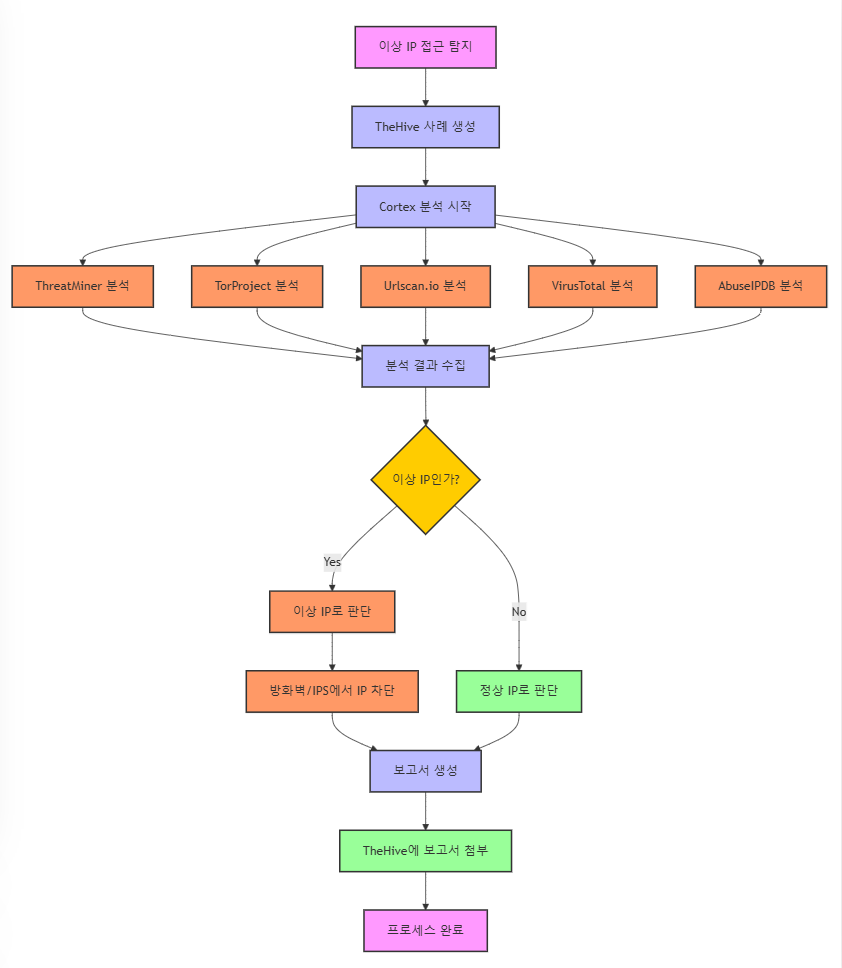 이상 IP 접근 탐지
TheHive 사례 생성
Cortex 분석 시작
ThreatMiner 분석
TorProject 분석
Urlscan.io 분석
VirusTotal 분석
AbuseIPDB 분석
분석 결과 수집
이상 IP인가?
Yes
이상 IP로 판단
No
방화벽/IPS에서 IP 차단
정상 IP로 판단
보고서 생성
TheHive에 보고서 첨부
프로세스 완료